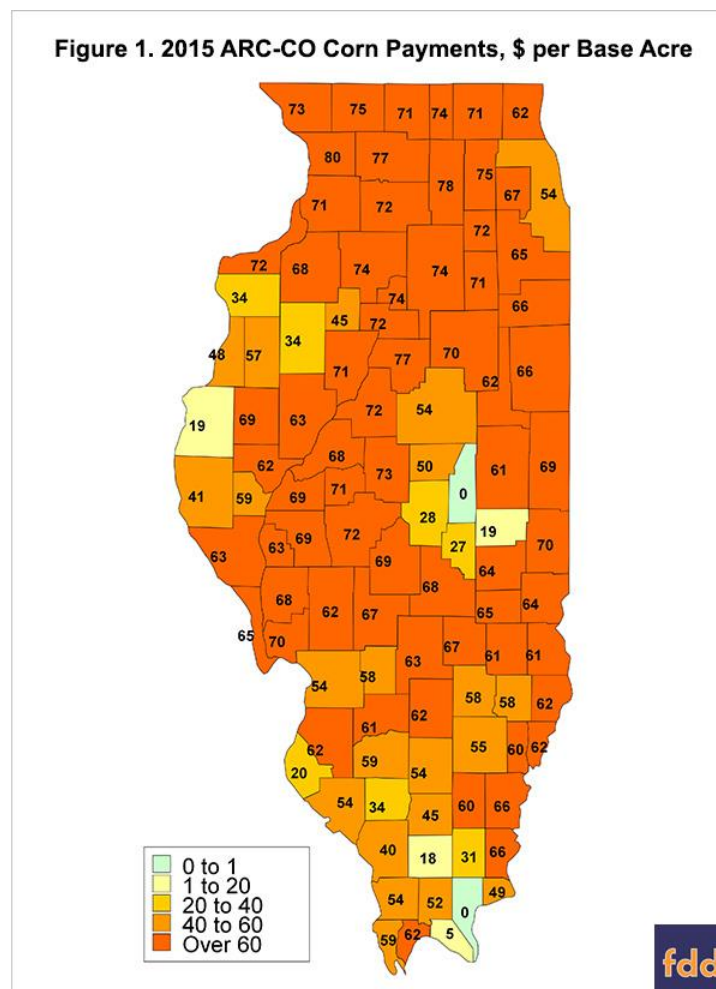 Figure 1. 2015 ARC-CO Corn Payments, $ per Base Acre
73 75 71 74 71 62
80 77 78 75 67 54
71 72 72 65
72 68 74 74 74 71 66
34 34 45 72
48 57 71 77 70 62 66
19 69 63 72 54
62 68 73 50 0 61 69
41 59 69 71 28 27 19 70
63 63 69 72 69 64
68 62 67 68 65 64
65 70 63 67 61 61
54 58 62 58 58 62
62 61 59 54 55 60 62
20 54 34 45 60 66
40 18 31 66
54 52 0 49
59 62 5
0 to 1
1 to 20
20 to 40
40 to 60
Over 60
fdd